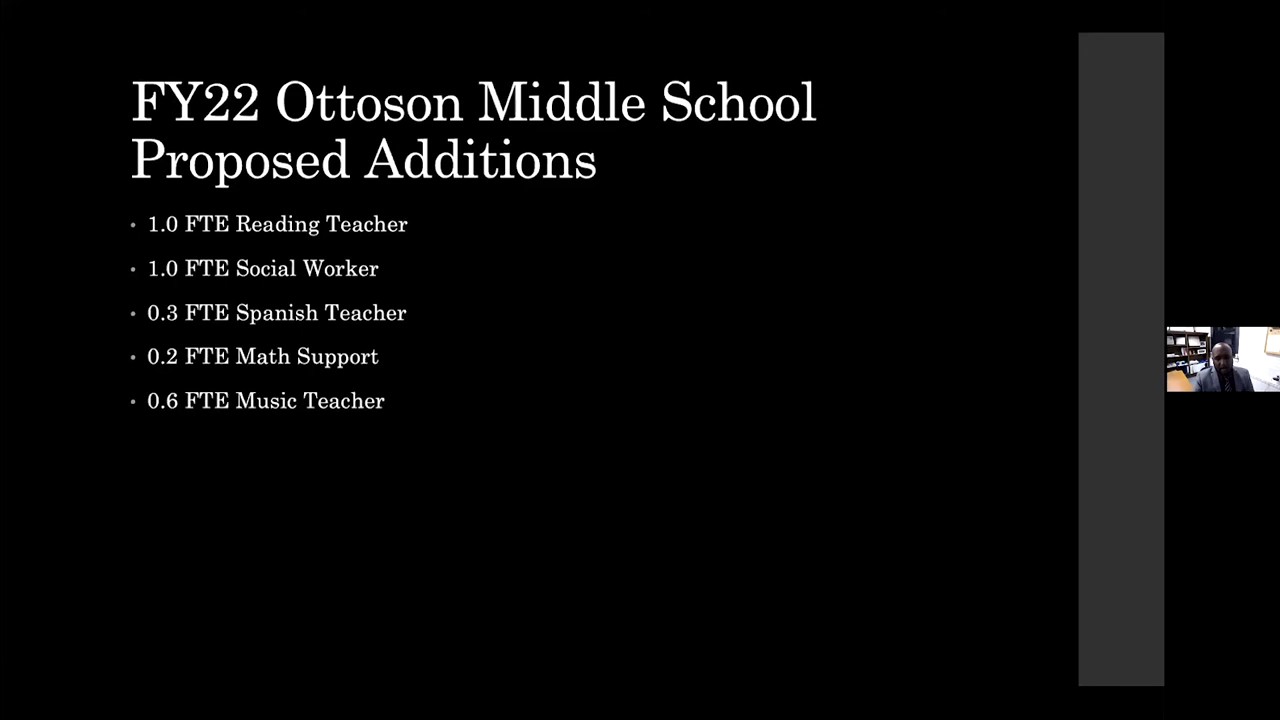 FY22 Ottoson Middle School
Proposed Additions
• 1.0 FTE Reading Teacher
• 1.0 FTE Social Worker
• 0.3 FTE Spanish Teacher
• 0.2 FTE Math Support
• 0.6 FTE Music Teacher